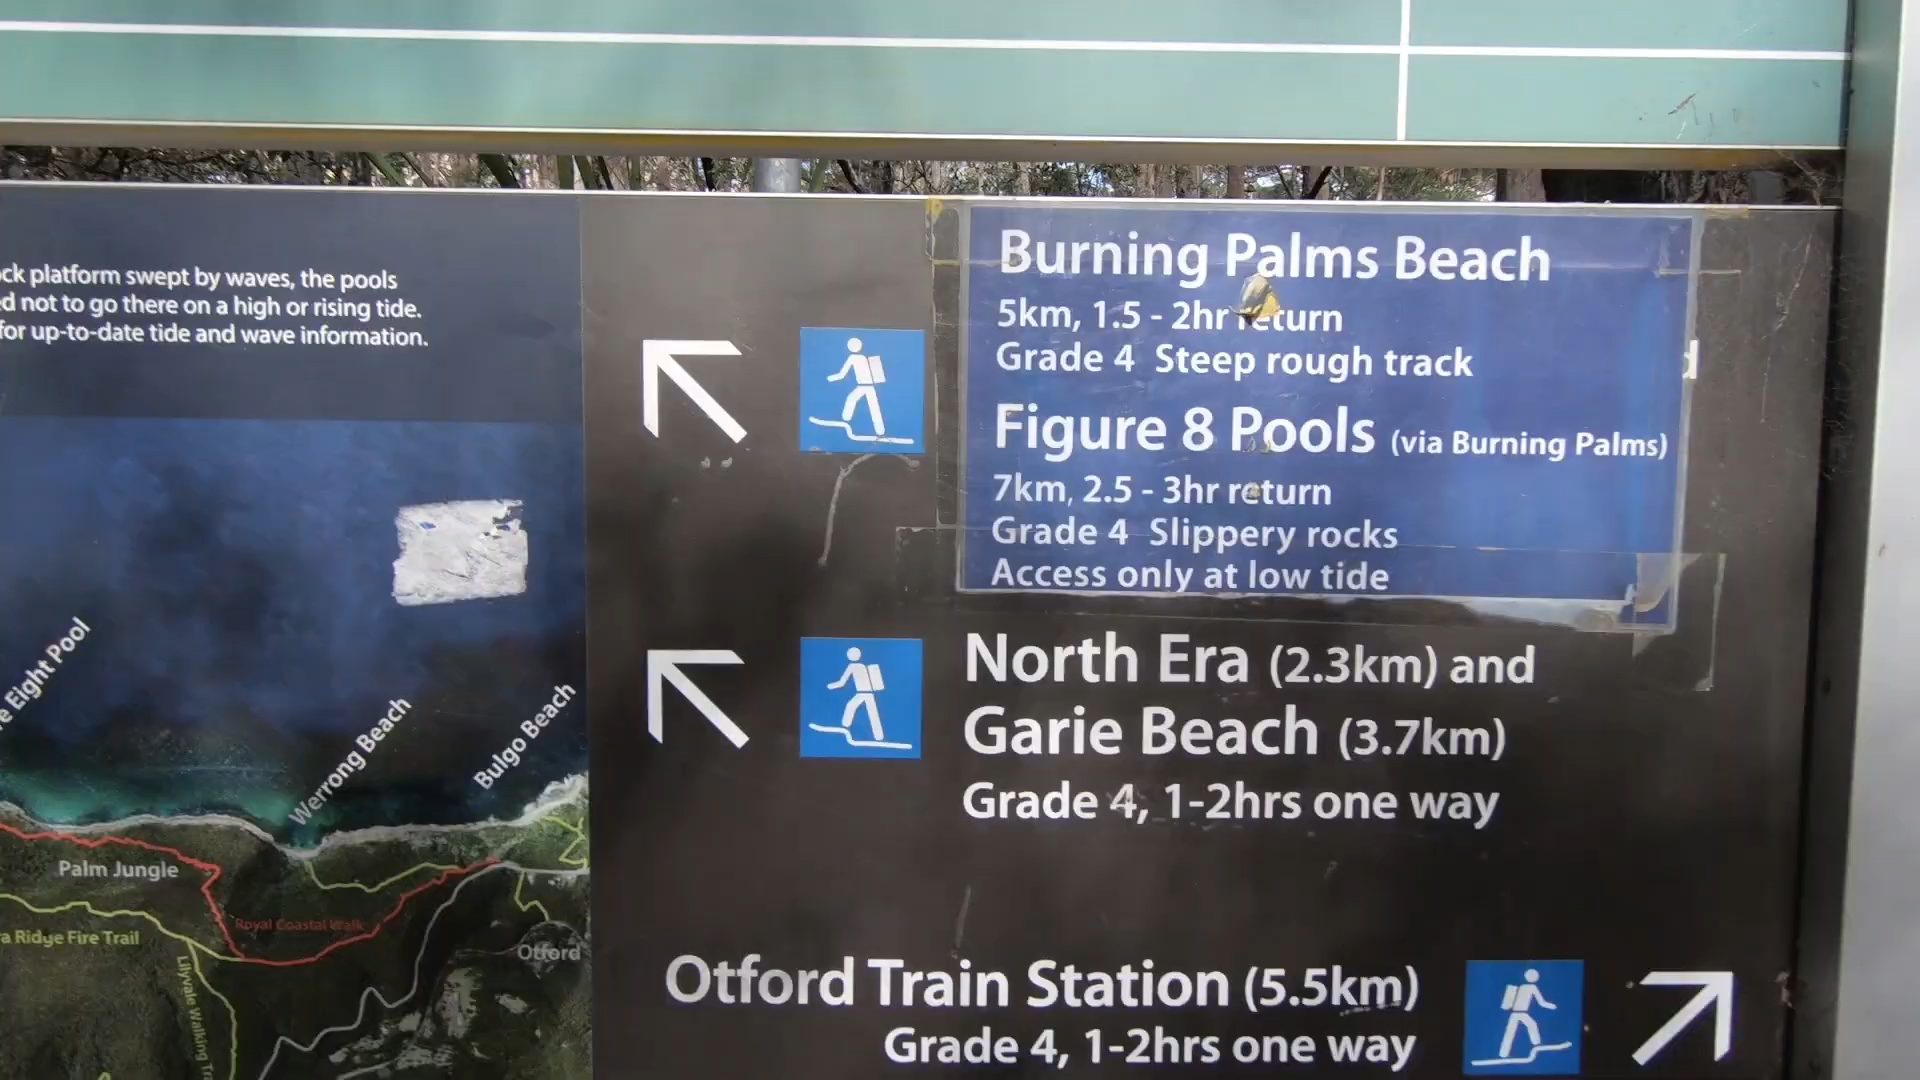 platform swept by waves, the pools
not to go there on a high or rising tide.
for up-to-date tide and wave information.
Eight Pool
Werrong Beach
Bulgo Beach
Palm Jungle
Royal Coastal Walk
Ridge Fire Trail
Lilyvale Walking
Otford
Burning Palms Beach
5km, 1.5 - 2hr return
Grade 4 Steep rough track
Figure 8 Pools (via Burning Palms)
7km, 2.5 - 3hr return
Grade 4 Slippery rocks
Access only at low tide
North Era (2.3km) and
Garie Beach (3.7km)
Grade 4, 1-2hrs one way
Otford Train Station (5.5km)
Grade 4, 1-2hrs one way